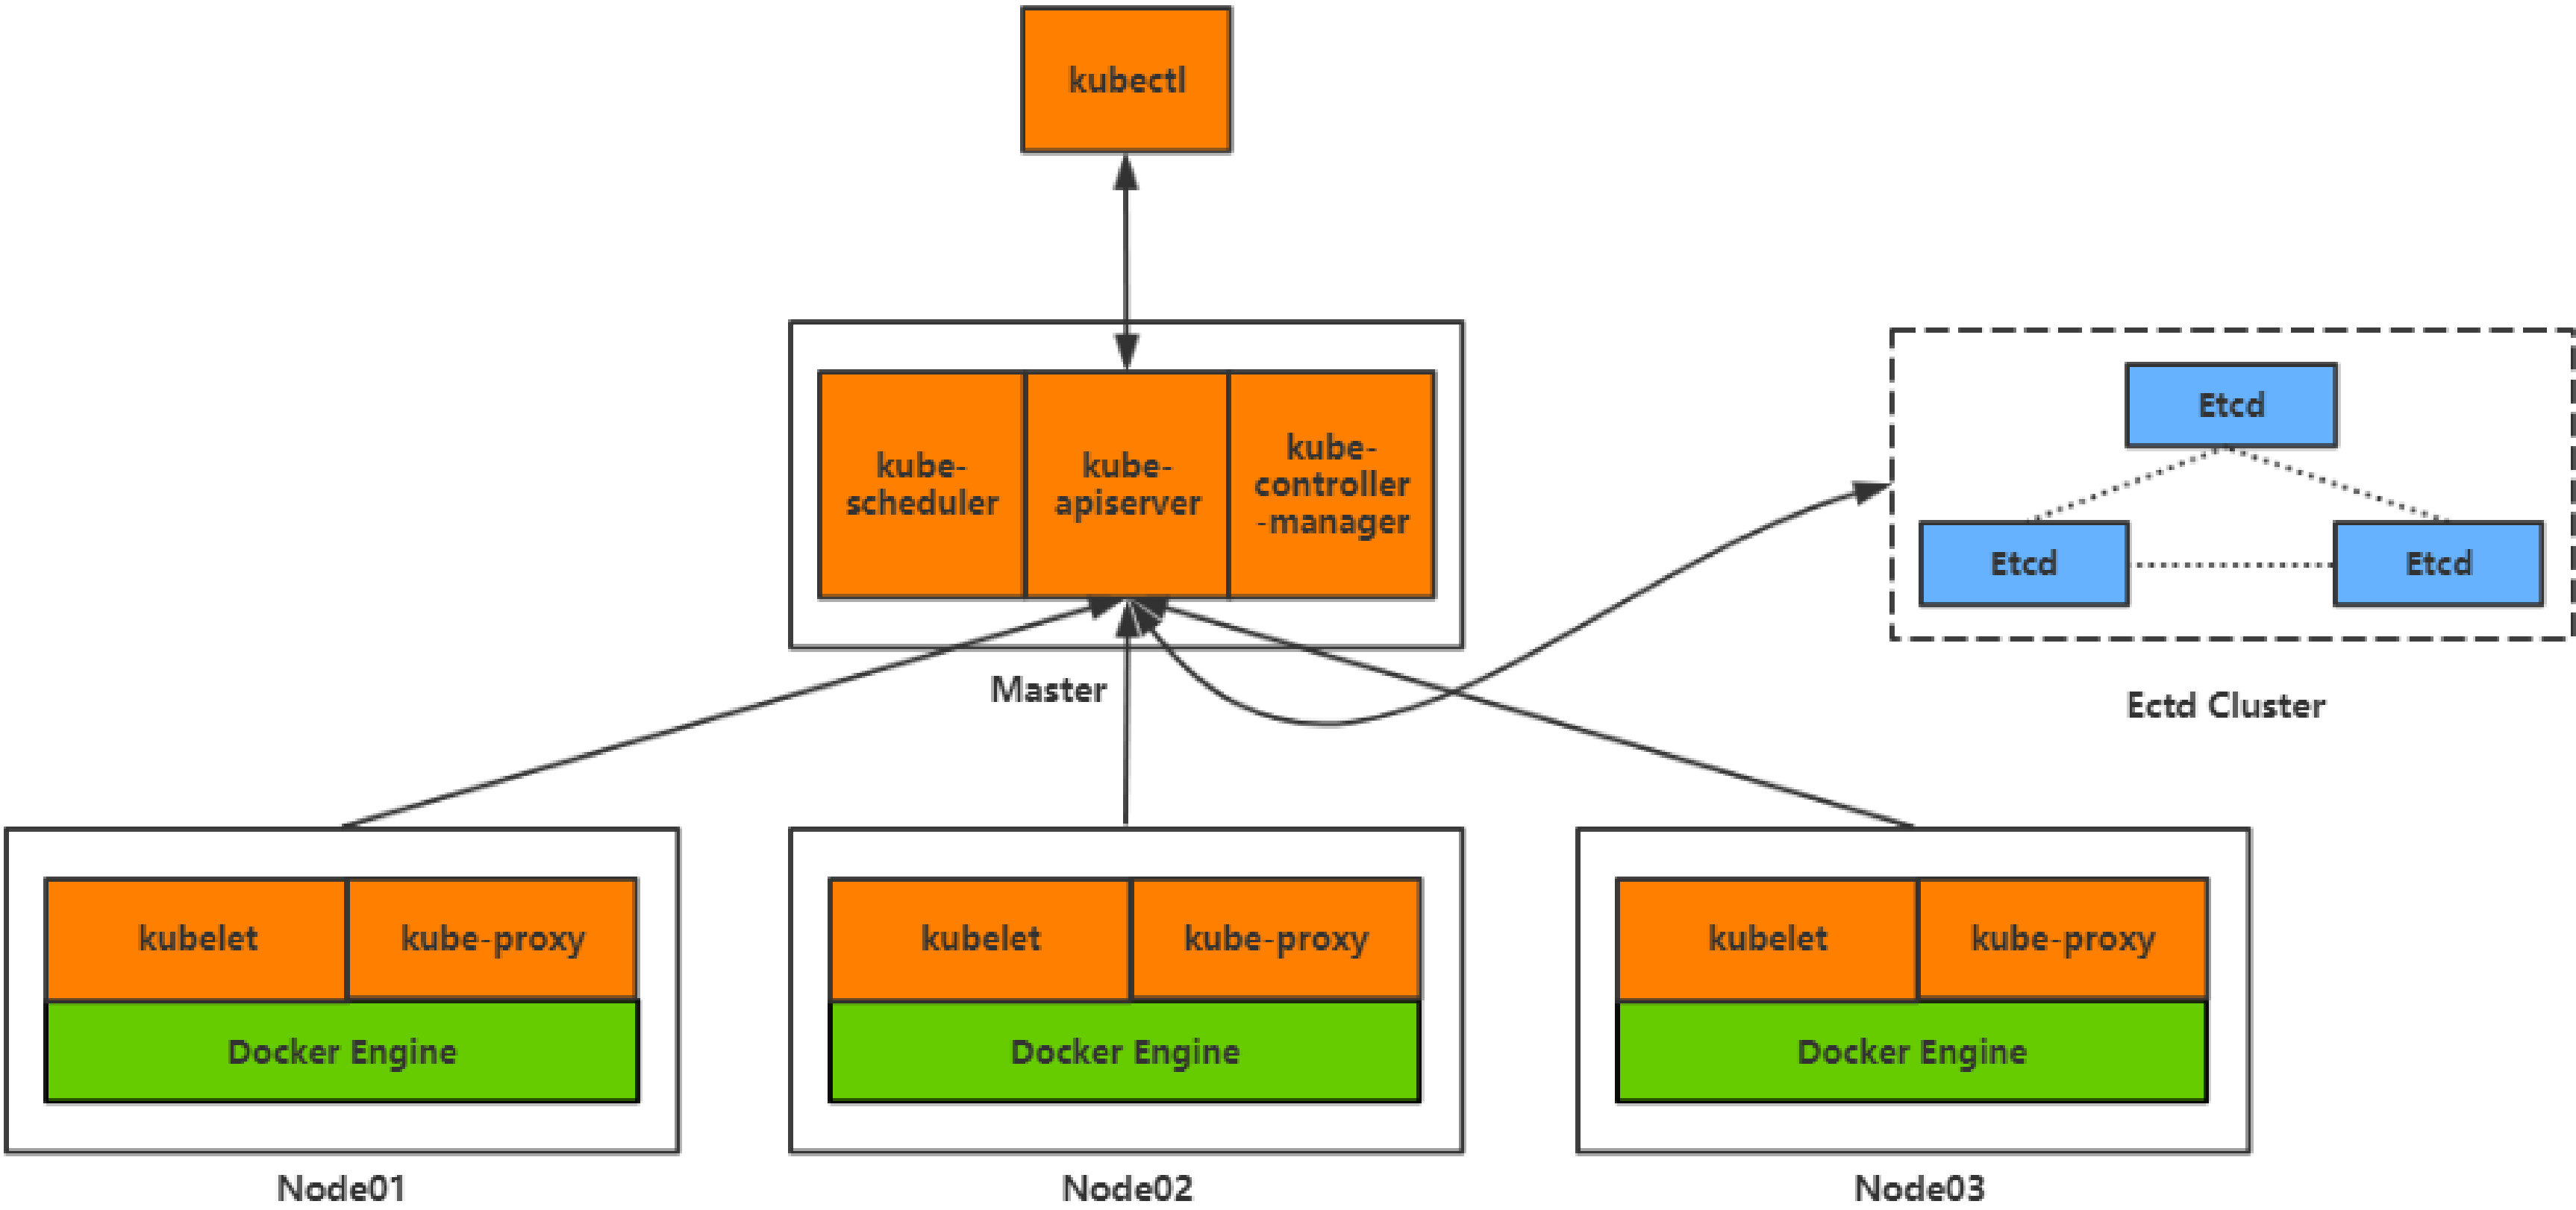 kubectl
kube-
scheduler
kube-
apiserver
kube-
controller
-manager
Master
Etcd
Etcd
Etcd
Ectd Cluster
kubelet
kube-proxy
Docker Engine
Node01
kubelet
kube-proxy
Docker Engine
Node02
kubelet
kube-proxy
Docker Engine
Node03